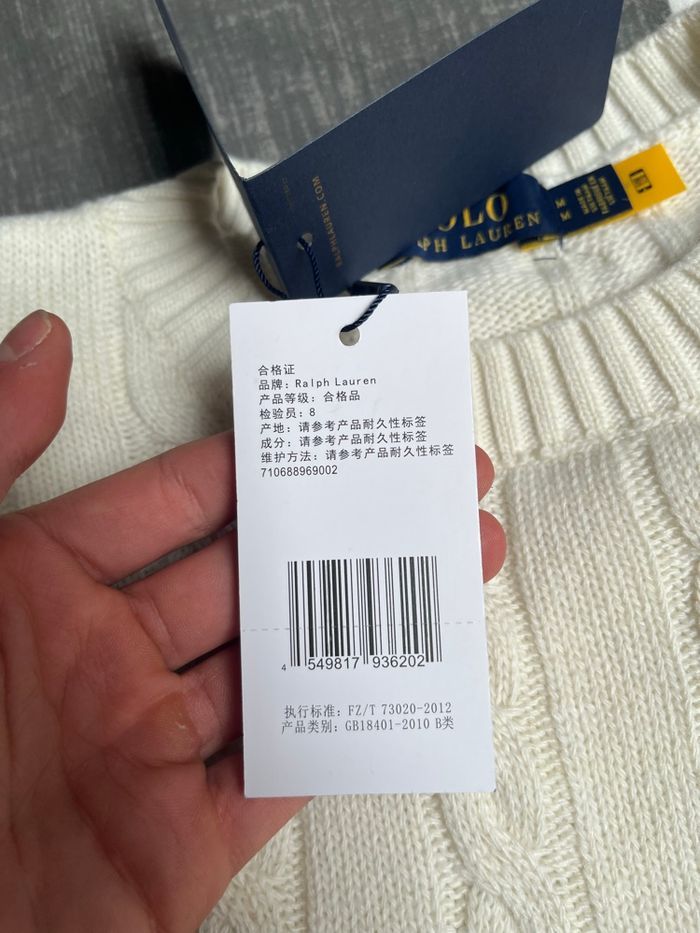 RALPHLAUREN.COM
POLO
RALPH LAUREN
合格证
品牌: Ralph Lauren
产品等级: 合格品
检验员: 8
产地: 请参考产品耐久性标签
成分: 请参考产品耐久性标签
维护方法: 请参考产品耐久性标签
710688969002
4 549817 936202
执行标准: FZ/T 73020-2012
产品类别: GB18401-2010 B类